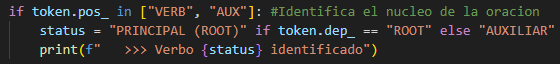 if token.pos_ in ["VERB", "AUX"]: #Identifica el nucleo de la oracion
    status = "PRINCIPAL (ROOT)" if token.dep_ == "ROOT" else "AUXILIAR"
    print(f"   >>> Verbo {status} identificado")